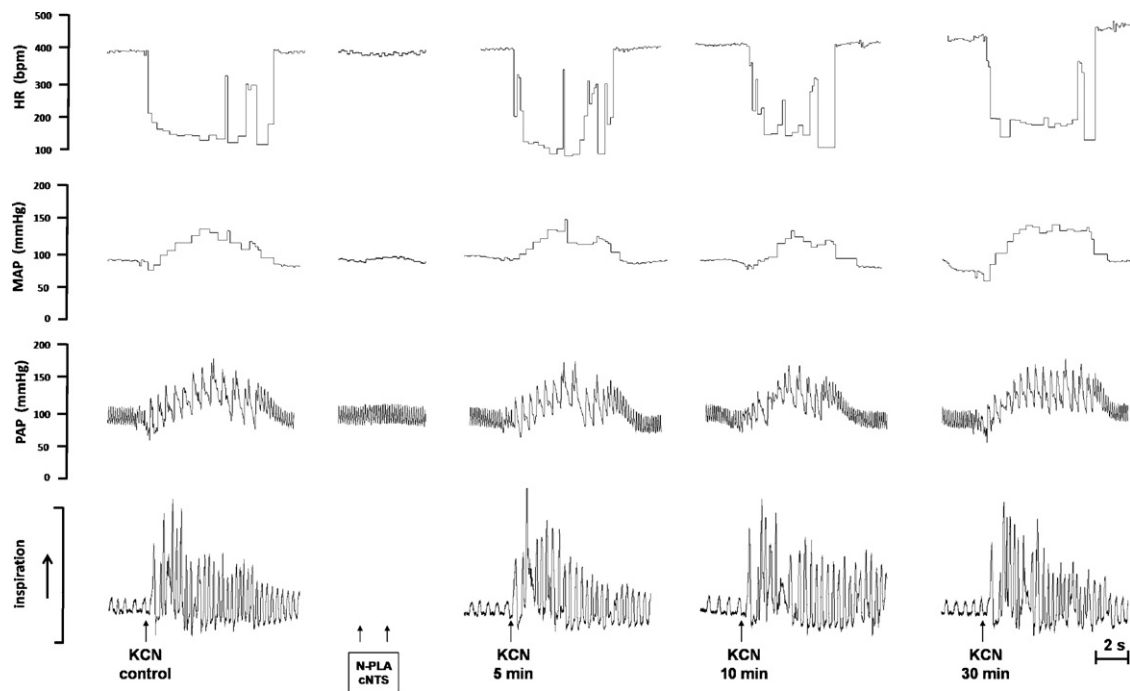 HR (bpm)
500
400
300
200
100
MAP (mmHg)
200
150
100
50
0
PAP (mmHg)
200
150
100
50
0
inspiration
KCN
control
N-PLA
cNTS
KCN
5 min
KCN
10 min
KCN
30 min
2 s